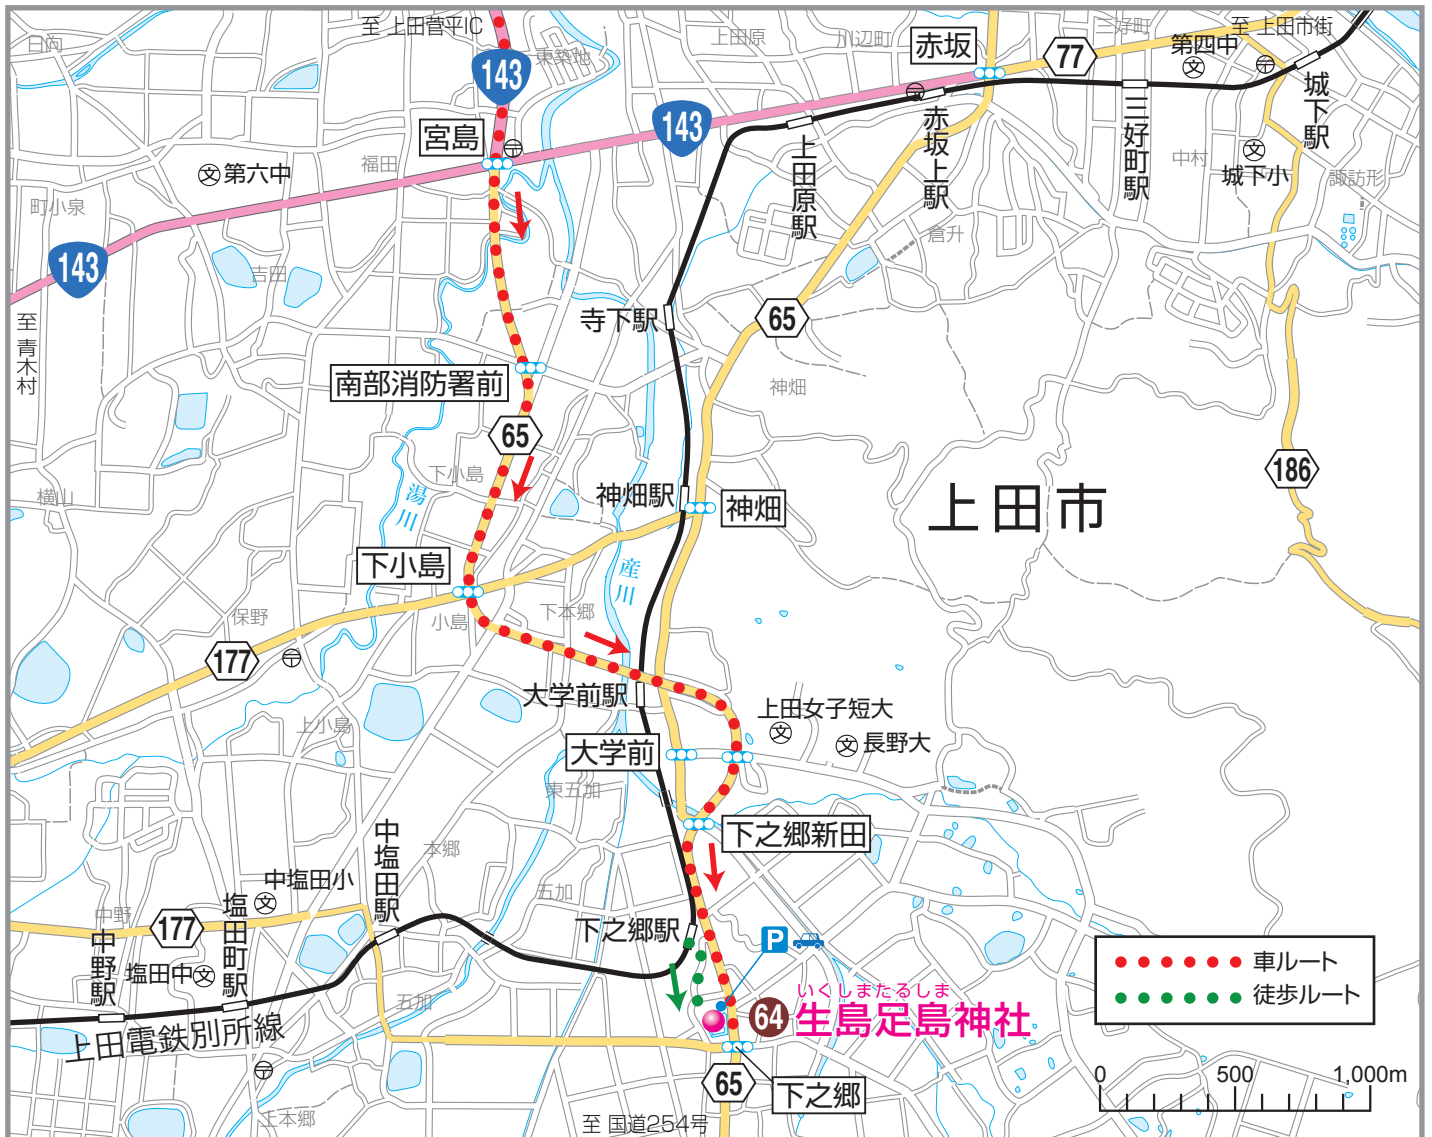 至 上田菅平IC
日向
143
東築地
上田原
川辺町
赤坂
77
三好町
至 上田市街
第四中
文
城下駅
宮島
143
福田
文 第六中
町小泉
143
吉田
上田原駅
赤坂上駅
三好町駅
中村
文
城下小
諏訪形
倉升
至 青木村
寺下駅
65
南部消防署前
神畑
65
下小島
横山
湯川
神畑駅
神畑
186
上田市
下小島
産川
保野
小島
下本郷
177
大学前駅
上小島
上田女子短大
文
文 長野大
大学前
東五加
下之郷新田
本郷
中塩田駅
中塩田小
文
五加
中野
177
塩田町駅
中野駅
塩田中 文
下之郷駅
P
五加
いくしまたるしま
64 生島足島神社
上田電鉄別所線
車ルート
徒歩ルート
65
下之郷
上本郷
至 国道254号
0 500 1,000m